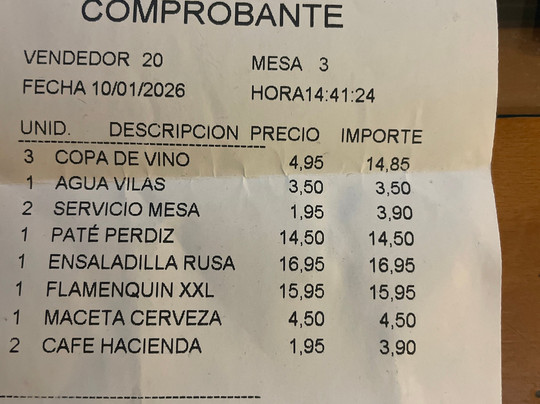 COMPROBANTE
VENDEDOR 20 MESA 3
FECHA 10/01/2026 HORA14:41:24
UNID. DESCRIPCION PRECIO IMPORTE
3 COPA DE VINO 4,95 14,85
1 AGUA VILAS 3,50 3,50
2 SERVICIO MESA 1,95 3,90
1 PATÉ PERDIZ 14,50 14,50
1 ENSALADILLA RUSA 16,95 16,95
1 FLAMENQUIN XXL 15,95 15,95
1 MACETA CERVEZA 4,50 4,50
2 CAFE HACIENDA 1,95 3,90